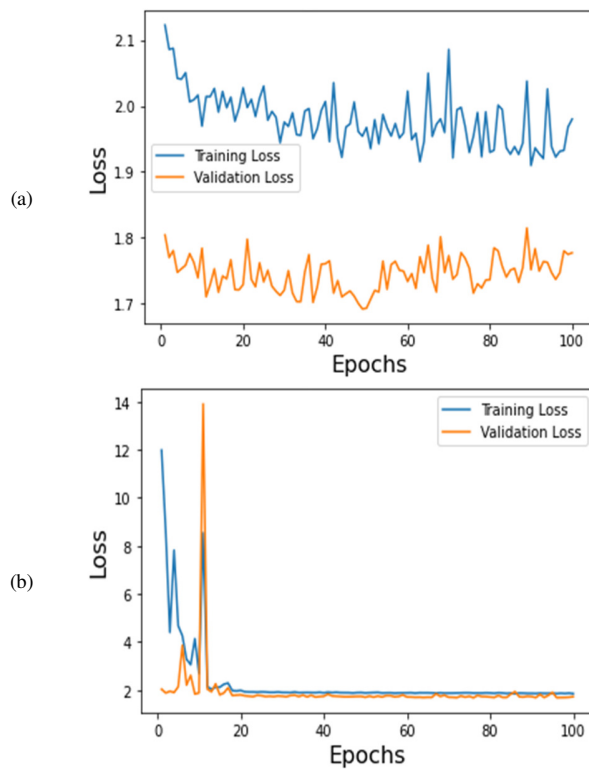 (a)
Loss
2.1
2.0
1.9
1.8
1.7
Training Loss
Validation Loss
0 20 40 60 80 100
Epochs
(b)
Loss
14
12
10
8
6
4
2
Training Loss
Validation Loss
0 20 40 60 80 100
Epochs